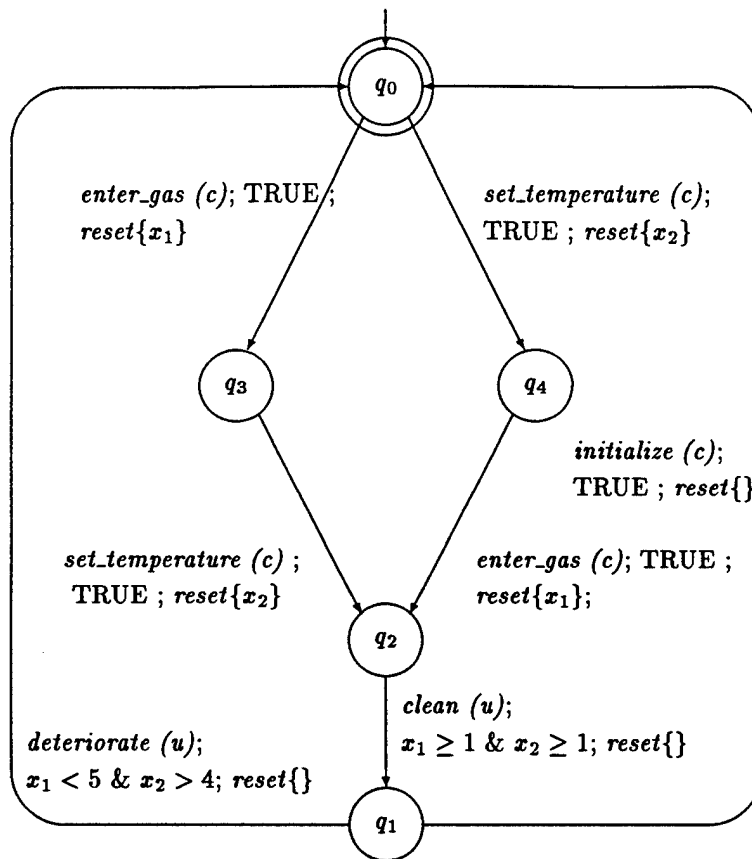 q₀
enter_gas (c); TRUE ;
reset{x₁}
set_temperature (c);
TRUE ; reset{x₂}
q₃
q₄
initialize (c);
TRUE ; reset{}
set_temperature (c) ;
TRUE ; reset{x₂}
enter_gas (c); TRUE ;
reset{x₁};
q₂
clean (u);
x₁ ≥ 1 & x₂ ≥ 1; reset{}
deteriorate (u);
x₁ < 5 & x₂ > 4; reset{}
q₁